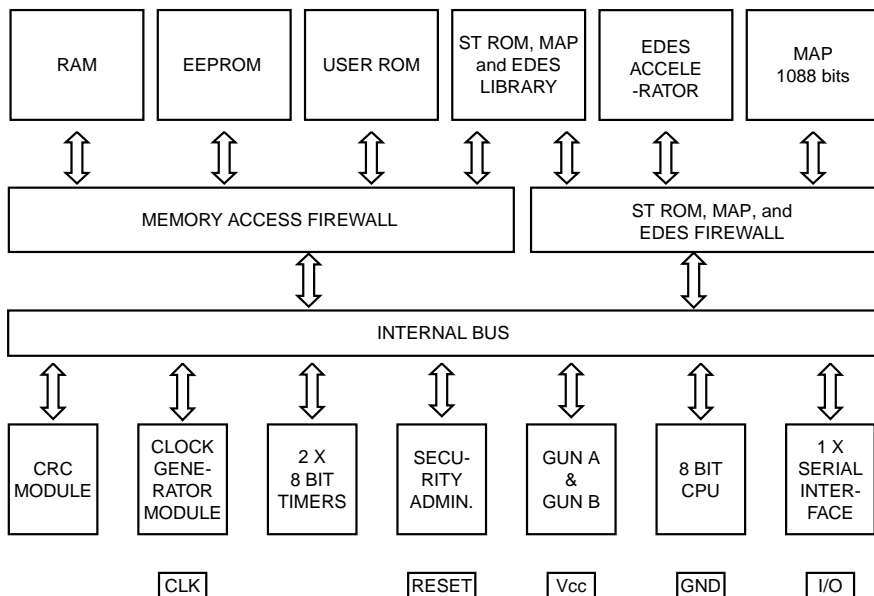 RAM
EEPROM
USER ROM
ST ROM, MAP
and EDES
LIBRARY
EDES
ACCELE
-RATOR
MAP
1088 bits
MEMORY ACCESS FIREWALL
ST ROM, MAP, and
EDES FIREWALL
INTERNAL BUS
CRC
MODULE
CLOCK
GENE-
RATOR
MODULE
2 X
8 BIT
TIMERS
SECU-
RITY
ADMIN.
GUN A
&
GUN B
8 BIT
CPU
1 X
SERIAL
INTER-
FACE
CLK
RESET
Vcc
GND
I/O